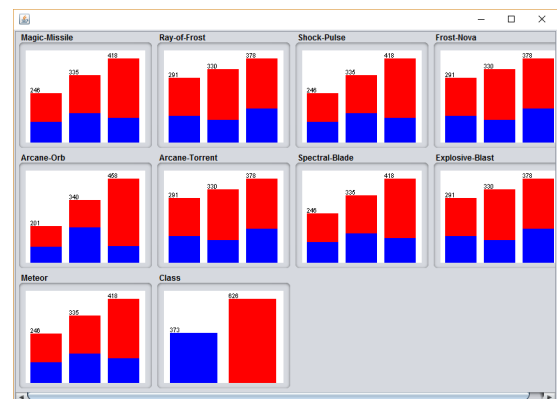 Magic-Missile Ray-of-Frost Shock-Pulse Frost-Nova
246 335 418 291 330 378 246 335 418 291 330 378
Arcane-Orb Arcane-Torrent Spectral-Blade Explosive-Blast
201 340 458 291 330 378 246 335 418 291 330 378
Meteor Class
246 335 418 373 626